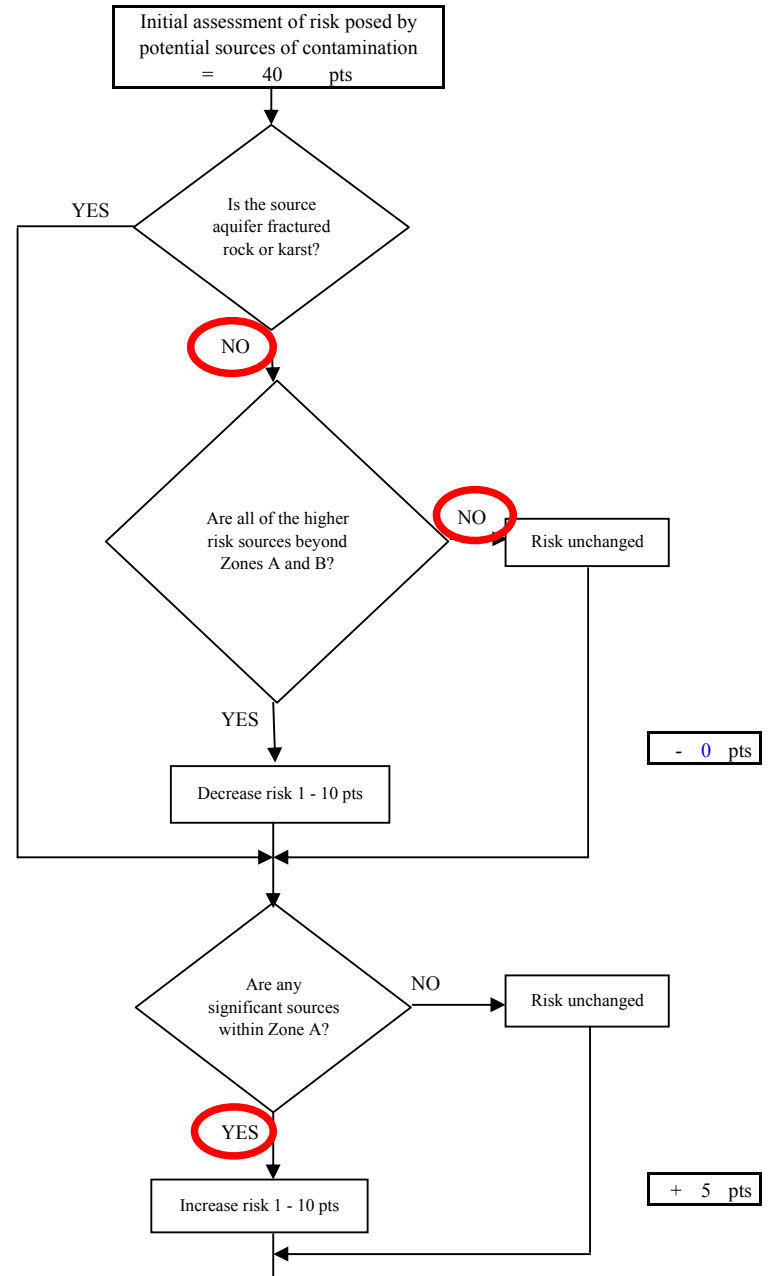 Initial assessment of risk posed by
potential sources of contamination
= 40 pts
YES
Is the source
aquifer fractured
rock or karst?
NO
Are all of the higher
risk sources beyond
Zones A and B?
NO
Risk unchanged
YES
- 0 pts
Decrease risk 1 - 10 pts
Are any
significant sources
within Zone A?
NO
Risk unchanged
YES
+ 5 pts
Increase risk 1 - 10 pts